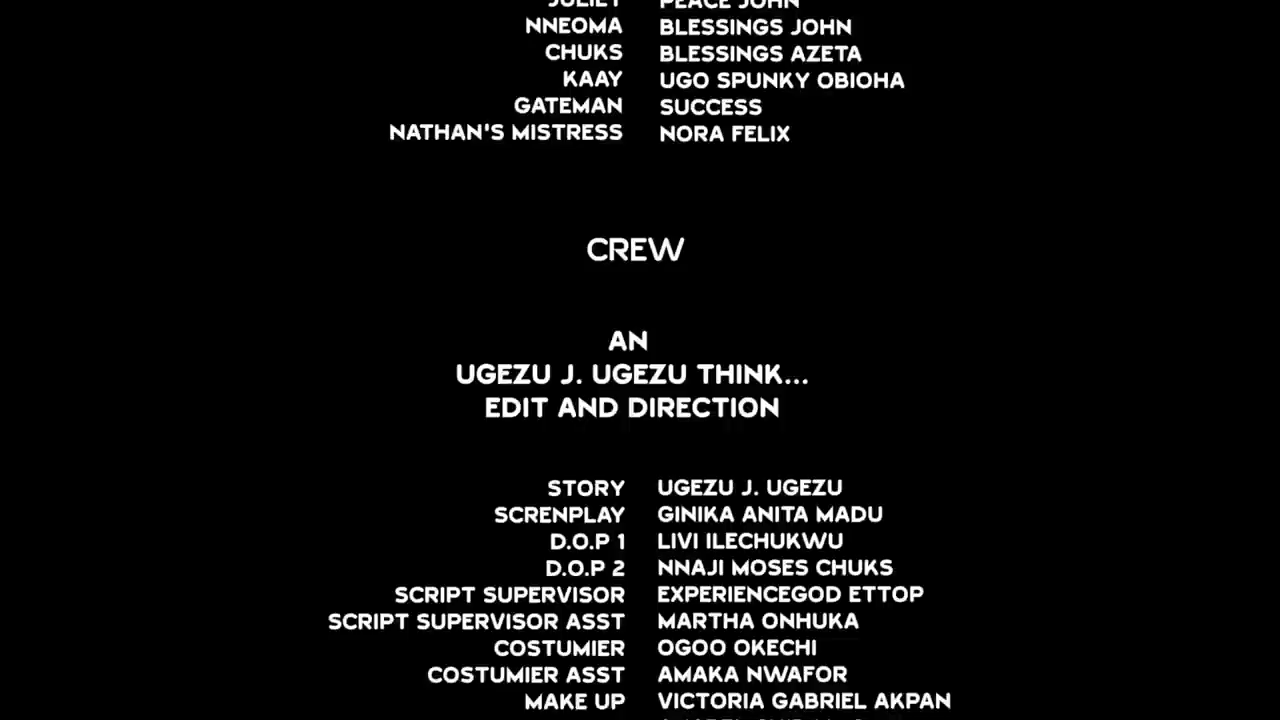 JULIET PEACE JOHN
NNEOMA BLESSINGS JOHN
CHUKS BLESSINGS AZETA
KAAY UGO SPUNKY OBIOHA
GATEMAN SUCCESS
NATHAN'S MISTRESS NORA FELIX
CREW
AN
UGEZU J. UGEZU THINK...
EDIT AND DIRECTION
STORY UGEZU J. UGEZU
SCRENPLAY GINIKA ANITA MADU
D.O.P 1 LIVI ILECHUKWU
D.O.P 2 NNAJI MOSES CHUKS
SCRIPT SUPERVISOR EXPERIENCEGOD ETTOP
SCRIPT SUPERVISOR ASST MARTHA ONHUKA
COSTUMIER OGOO OKECHI
COSTUMIER ASST AMAKA NWAFOR
MAKE UP VICTORIA GABRIEL AKPAN